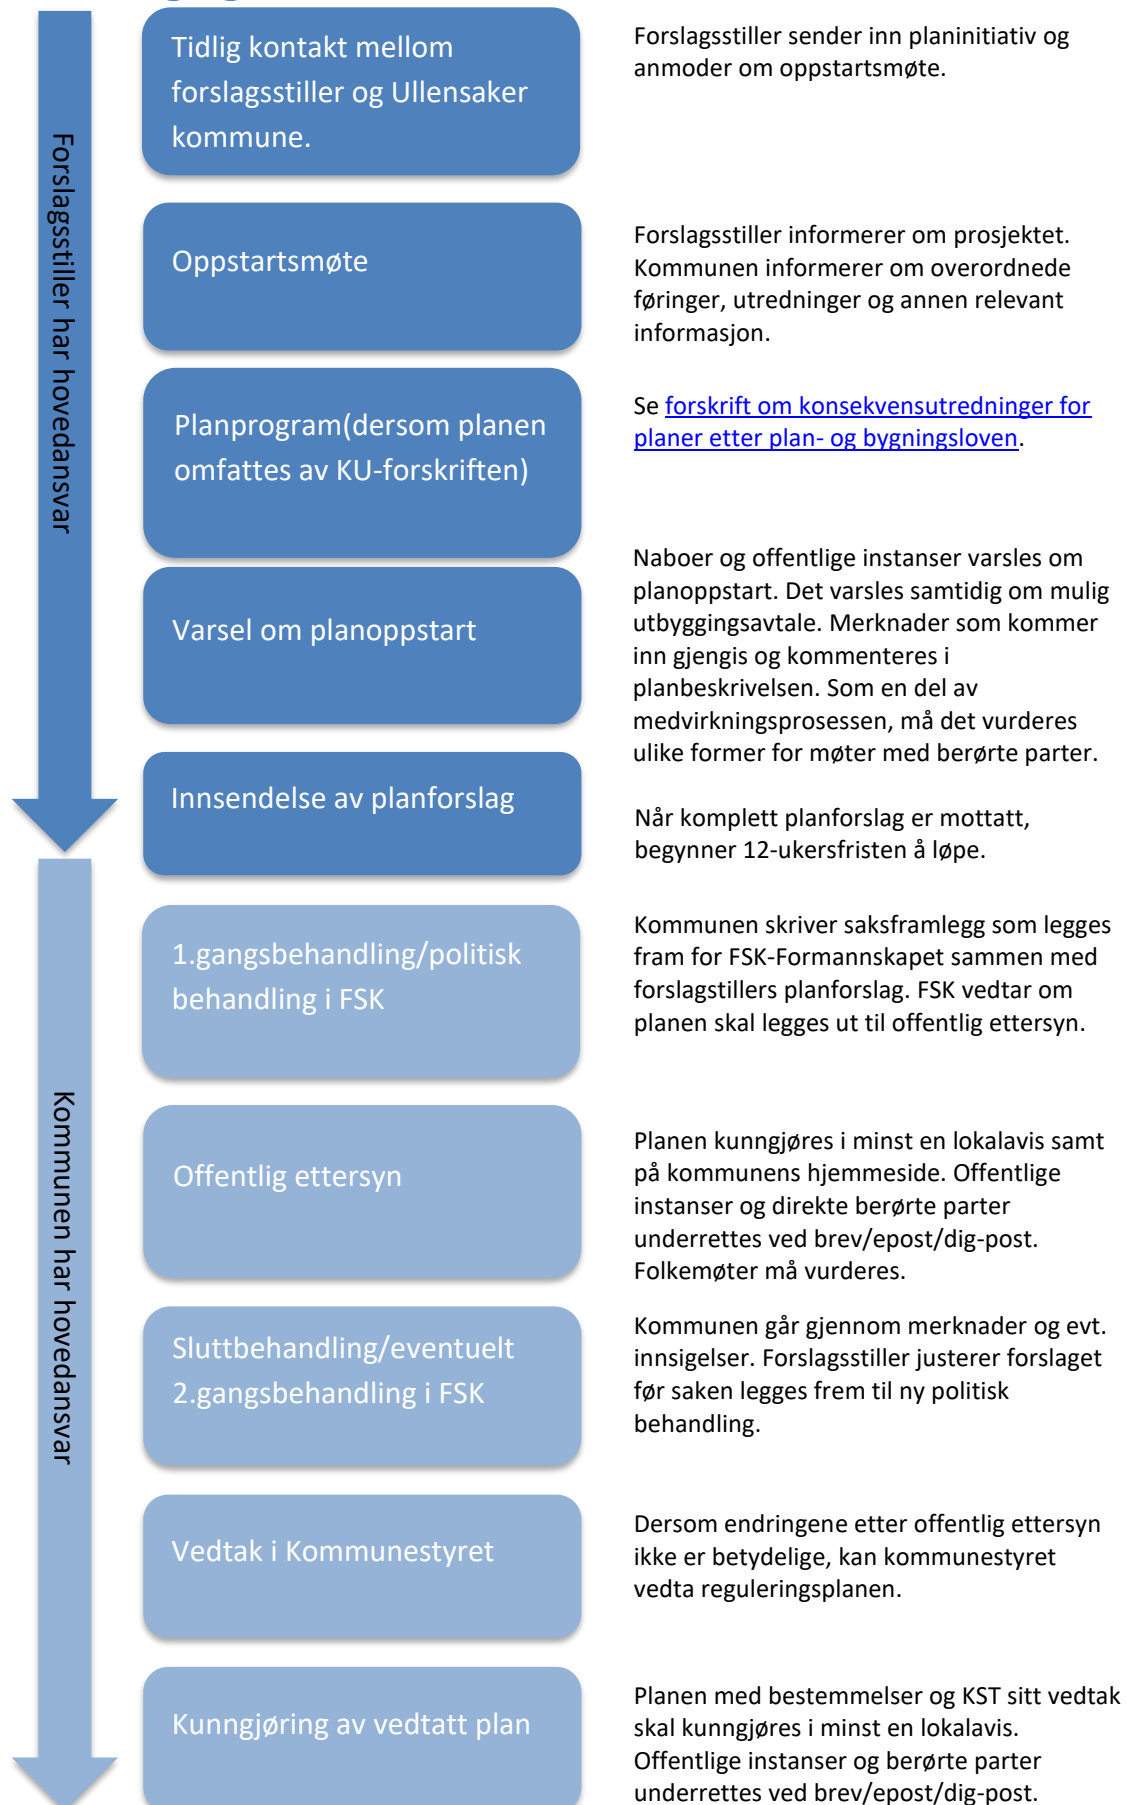 Forslagsstiller har hovedansvar
Tidlig kontakt mellom
forslagsstiller og Ullensaker
kommune.
Forslagsstiller sender inn planinitiativ og
anmoder om oppstartsmøte.
Oppstartsmøte
Forslagsstiller informerer om prosjektet.
Kommunen informerer om overordnede
føringer, utredninger og annen relevant
informasjon.
Planprogram(dersom planen
omfattes av KU-forskriften)
Se forskrift om konsekvensutredninger for
planer etter plan- og bygningsloven.
Varsel om planoppstart
Naboer og offentlige instanser varsles om
planoppstart. Det varsles samtidig om mulig
utbyggingsavtale. Merknader som kommer
inn gjengis og kommenteres i
planbeskrivelsen. Som en del av
medvirkningsprosessen, må det vurderes
ulike former for møter med berørte parter.
Innsendelse av planforslag
Når komplett planforslag er mottatt,
begynner 12-ukersfristen å løpe.
Kommunen har hovedansvar
1.gangsbehandling/politisk
behandling i FSK
Kommunen skriver saksframlegg som legges
fram for FSK-Formannskapet sammen med
forslagstillers planforslag. FSK vedtar om
planen skal legges ut til offentlig ettersyn.
Offentlig ettersyn
Planen kunngjøres i minst en lokalavis samt
på kommunens hjemmeside. Offentlige
instanser og direkte berørte parter
underrettes ved brev/epost/dig-post.
Folkemøter må vurderes.
Sluttbehandling/eventuelt
2.gangsbehandling i FSK
Kommunen går gjennom merknader og evt.
innsigelser. Forslagsstiller justerer forslaget
før saken legges frem til ny politisk
behandling.
Vedtak i Kommunestyret
Dersom endringene etter offentlig ettersyn
ikke er betydelige, kan kommunestyret
vedta reguleringsplanen.
Kunngjøring av vedtatt plan
Planen med bestemmelser og KST sitt vedtak
skal kunngjøres i minst en lokalavis.
Offentlige instanser og berørte parter
underrettes ved brev/epost/dig-post.